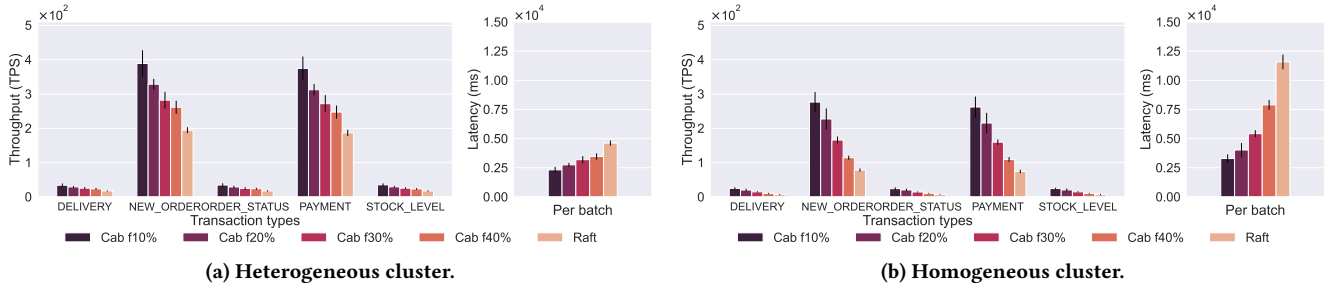 ×10²
5
4
3
2
1
0
Throughput (TPS)
DELIVERY NEW_ORDER ORDER_STATUS PAYMENT STOCK_LEVEL
Transaction types
×10⁴
1.50
1.25
1.00
0.75
0.50
0.25
0.00
Latency (ms)
Per batch
Cab f10% Cab f20% Cab f30% Cab f40% Raft
(a) Heterogeneous cluster.
×10²
5
4
3
2
1
0
Throughput (TPS)
DELIVERY NEW_ORDER ORDER_STATUS PAYMENT STOCK_LEVEL
Transaction types
×10⁴
1.50
1.25
1.00
0.75
0.50
0.25
0.00
Latency (ms)
Per batch
Cab f10% Cab f20% Cab f30% Cab f40% Raft
(b) Homogeneous cluster.